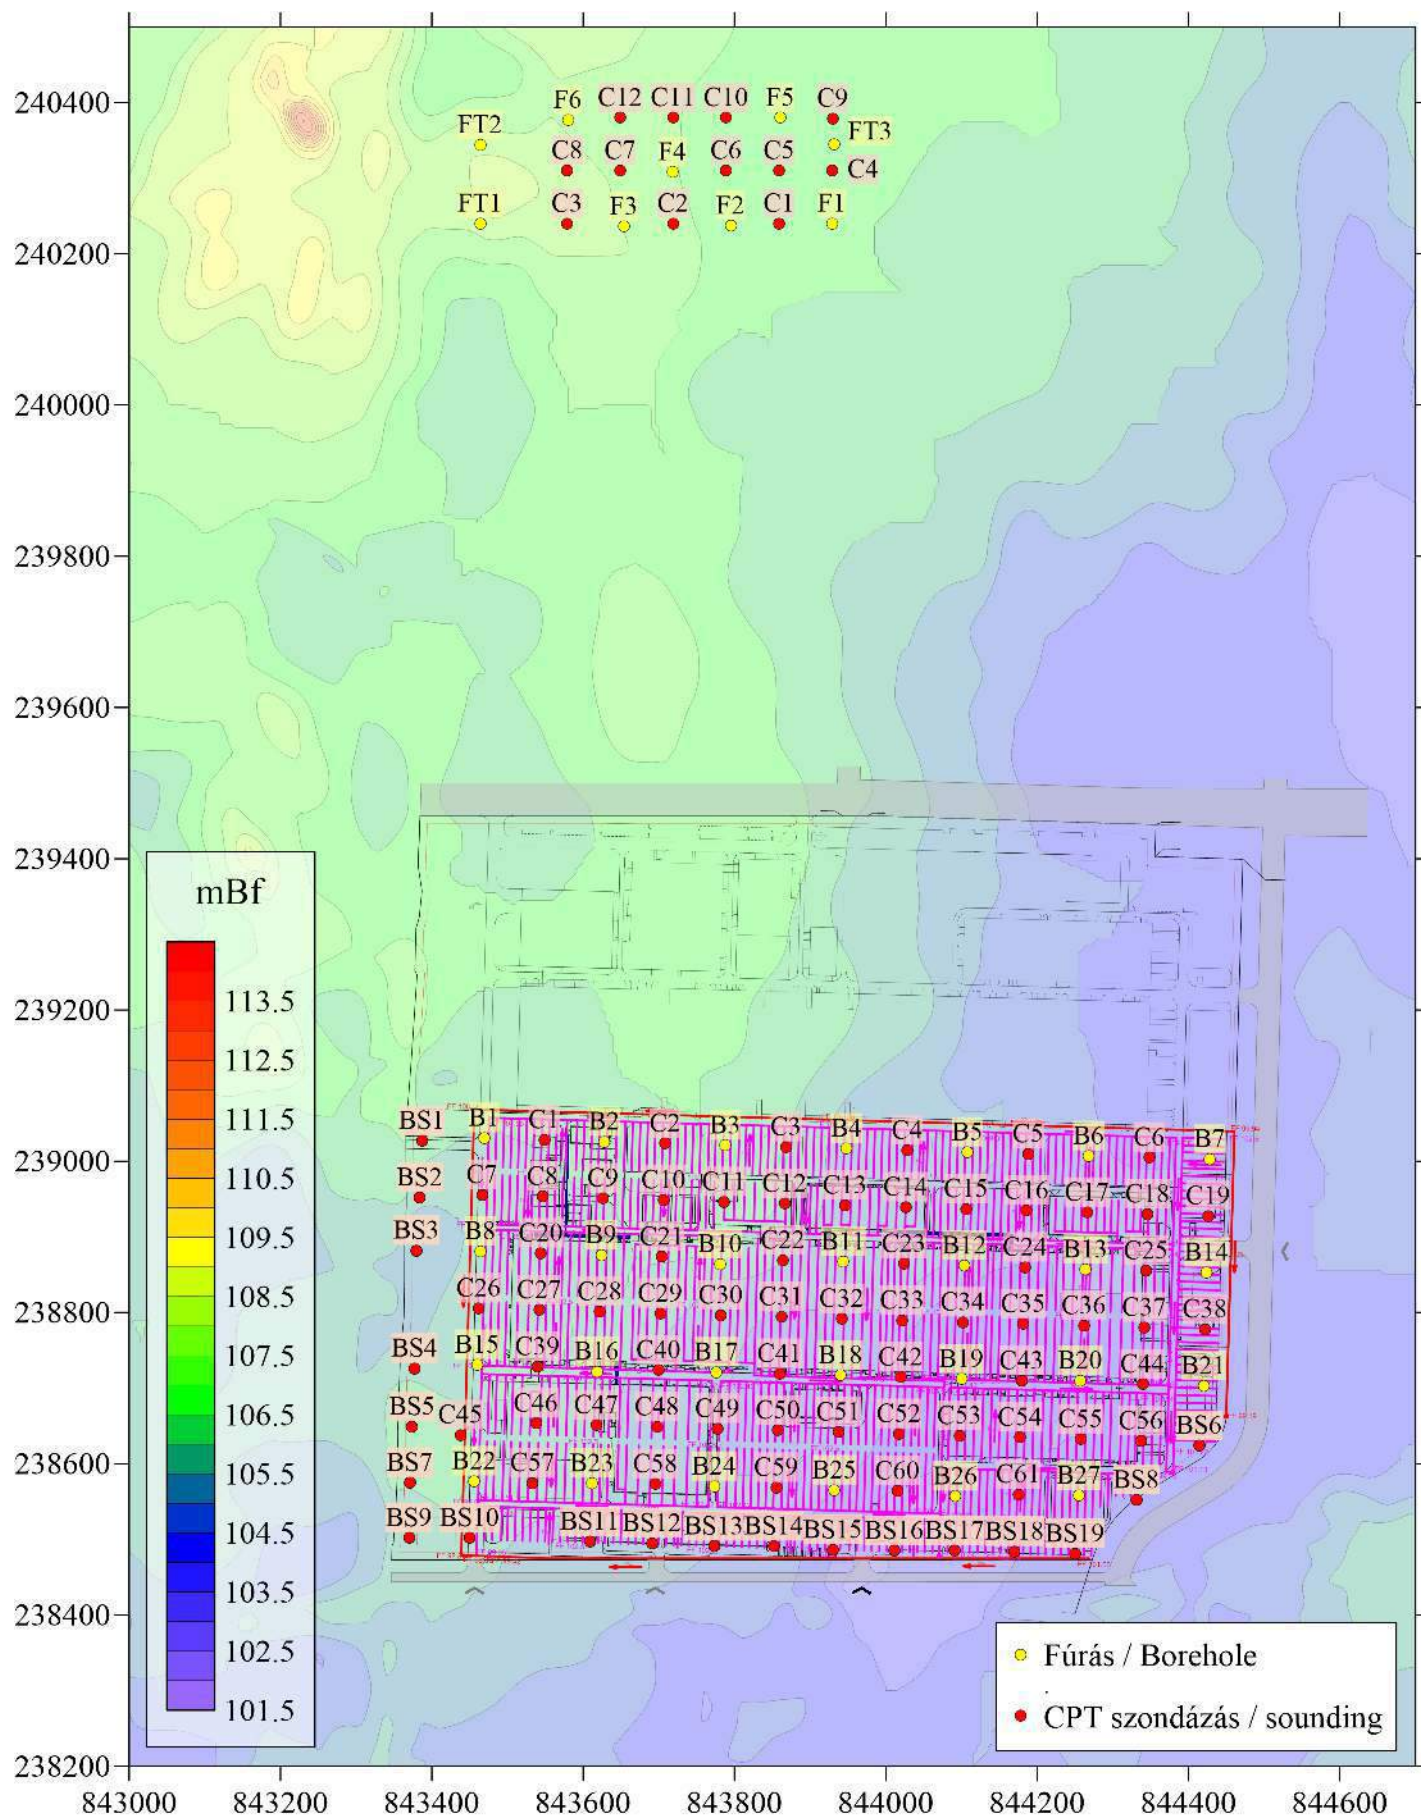 240400
240200
240000
239800
239600
239400
239200
239000
238800
238600
238400
238200
F6 C12 C11 C10 F5 C9
FT2 FT3
C8 C7 F4 C6 C5 C4
FT1 C3 F3 C2 F2 C1 F1
mBf
113.5
112.5
111.5
110.5
109.5
108.5
107.5
106.5
105.5
104.5
103.5
102.5
101.5
BS1 B1 C1 B2 C2 B3 C3 B4 C4 B5 C5 B6 C6 B7
BS2 C7 C8 C9 C10 C11 C12 C13 C14 C15 C16 C17 C18 C19
BS3 B8 C20 B9 C21 B10 C22 B11 C23 B12 C24 B13 C25 B14
C26 C27 C28 C29 C30 C31 C32 C33 C34 C35 C36 C37 C38
BS4 B15 C39 B16 C40 B17 C41 B18 C42 B19 C43 B20 C44 B21
BS5 C45 C46 C47 C48 C49 C50 C51 C52 C53 C54 C55 C56 BS6
BS7 B22 C57 B23 C58 B24 C59 B25 C60 B26 C61 B27 BS8
BS9 BS10 BS11 BS12 BS13 BS14 BS15 BS16 BS17 BS18 BS19
Fúrás / Borehole
.
CPT szondázás / sounding
843000 843200 843400 843600 843800 844000 844200 844400 844600